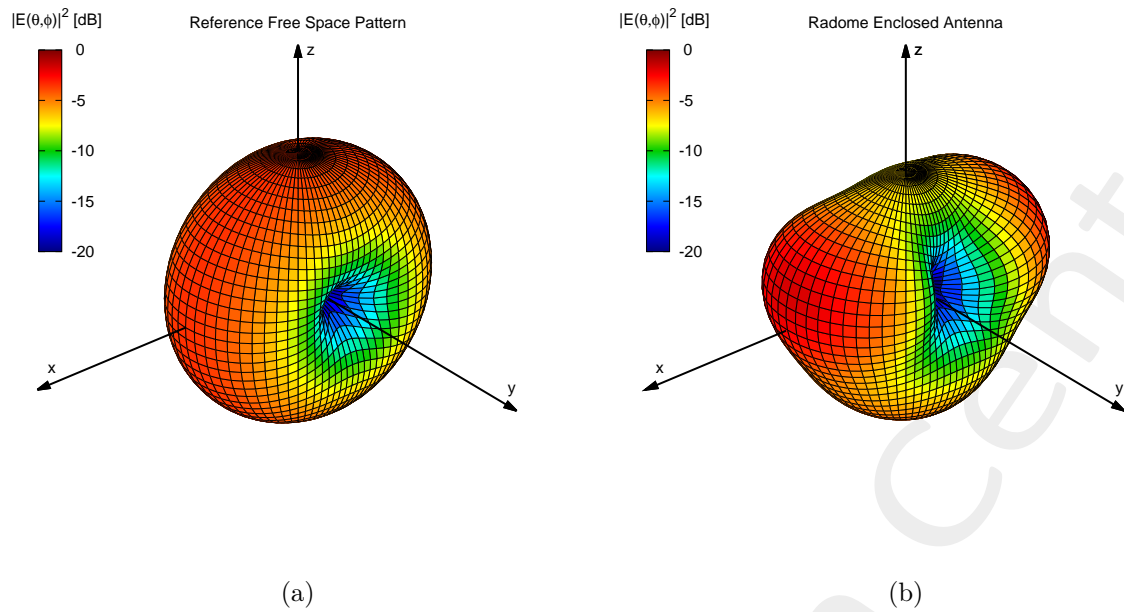 |E(θ,ϕ)|² [dB]
Reference Free Space Pattern
0
-5
-10
-15
-20
z
x
y
(a)
|E(θ,ϕ)|² [dB]
Radome Enclosed Antenna
0
-5
-10
-15
-20
z
x
y
(b)
Cent